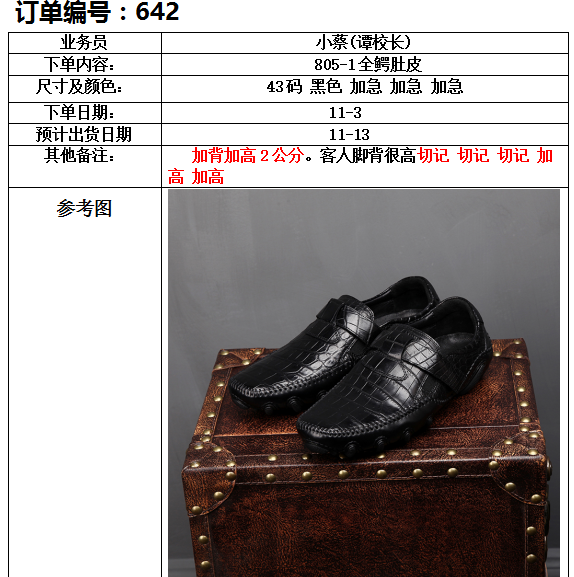 订单编号：642
业务员 小蔡(谭校长)
下单内容： 805-1全鳄肚皮
尺寸及颜色： 43码 黑色 加急 加急 加急
下单日期： 11-3
预计出货日期 11-13
其他备注： 加背加高2公分。客人脚背很高切记 切记 切记 加
高 加高
参考图